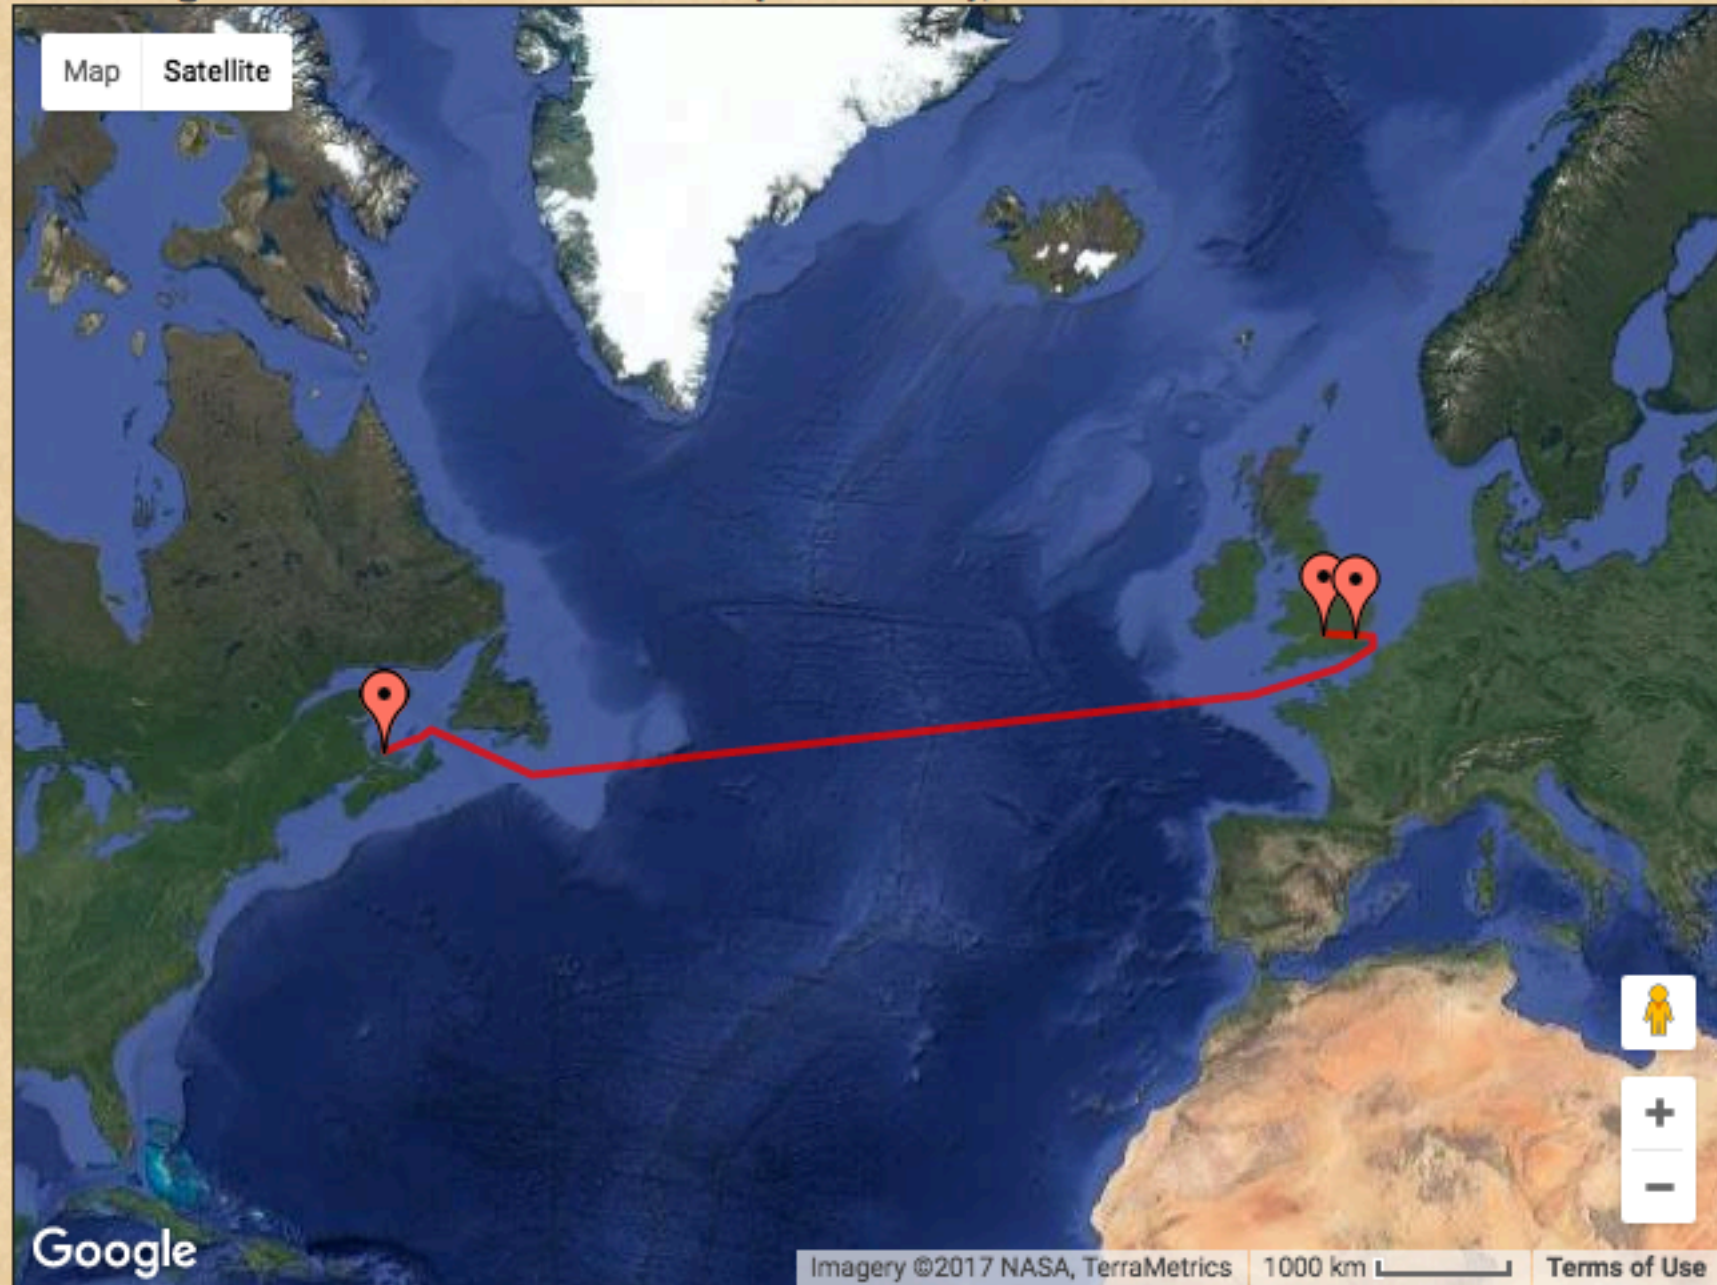 Map Satellite
Google
Imagery ©2017 NASA, TerraMetrics 1000 km Terms of Use